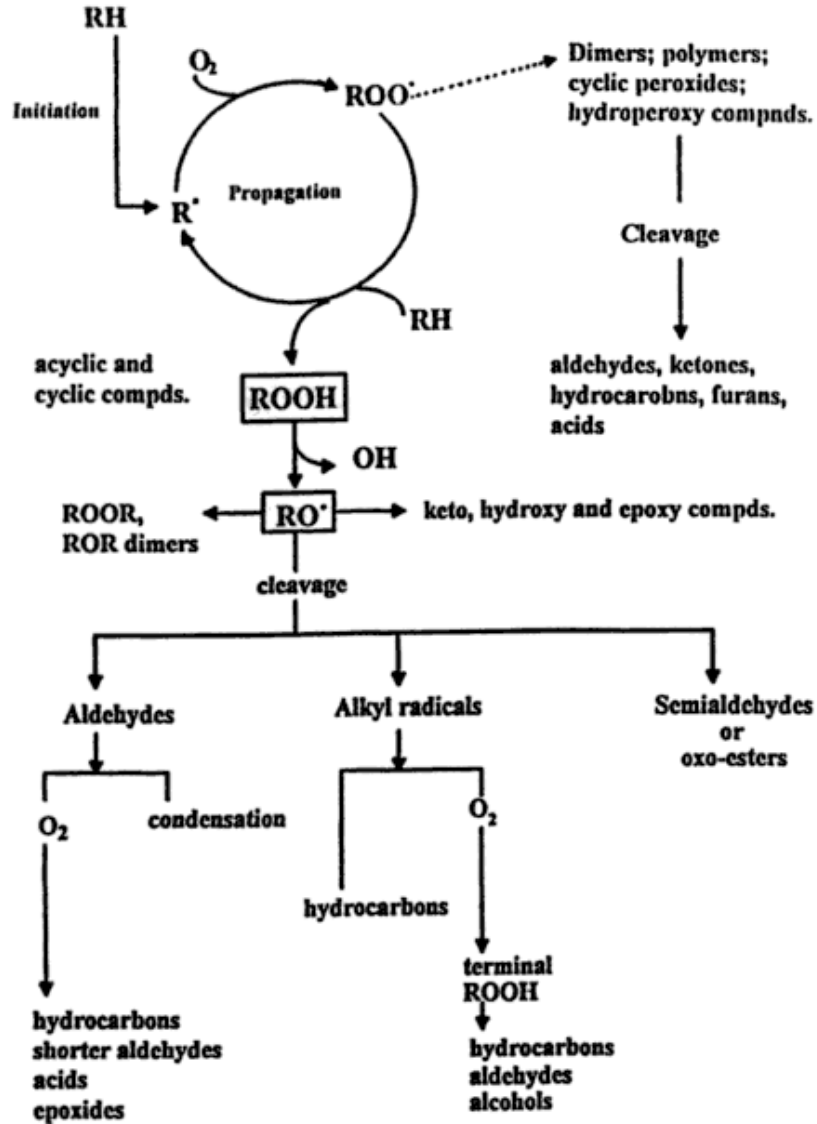 RH
O₂
ROO·
Dimers; polymers;
cyclic peroxides;
hydroperoxy compnds.
Initiation
Propagation
R·
Cleavage
RH
acyclic and
cyclic compds.
ROOH
aldehydes, ketones,
hydrocarobns, furans,
acids
OH
ROOR,
ROR dimers
RO·
keto, hydroxy and epoxy compds.
cleavage
Aldehydes
Alkyl radicals
Semialdehydes
or
oxo-esters
O₂
condensation
O₂
hydrocarbons
terminal
ROOH
hydrocarbons
shorter aldehydes
acids
epoxides
hydrocarbons
aldehydes
alcohols